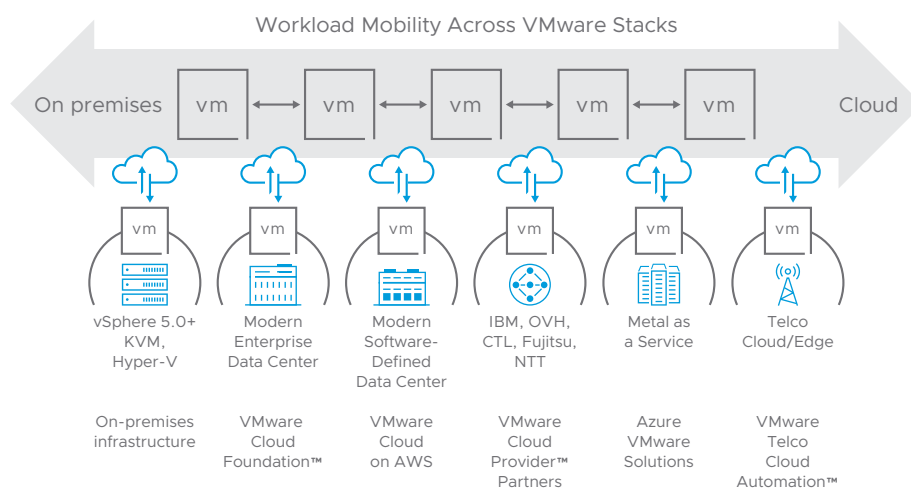 Workload Mobility Across VMware Stacks
On premises
vm
vm
vm
vm
vm
Cloud
vm
vm
vm
vm
vm
vm
vSphere 5.0+
KVM,
Hyper-V
Modern
Enterprise
Data Center
Modern
Software-
Defined
Data Center
IBM, OVH,
CTL, Fujitsu,
NTT
Metal as
a Service
Telco
Cloud/Edge
On-premises
infrastructure
VMware
Cloud
Foundation™
VMware
Cloud
on AWS
VMware
Cloud
Provider™
Partners
Azure
VMware
Solutions
VMware
Telco
Cloud
Automation™